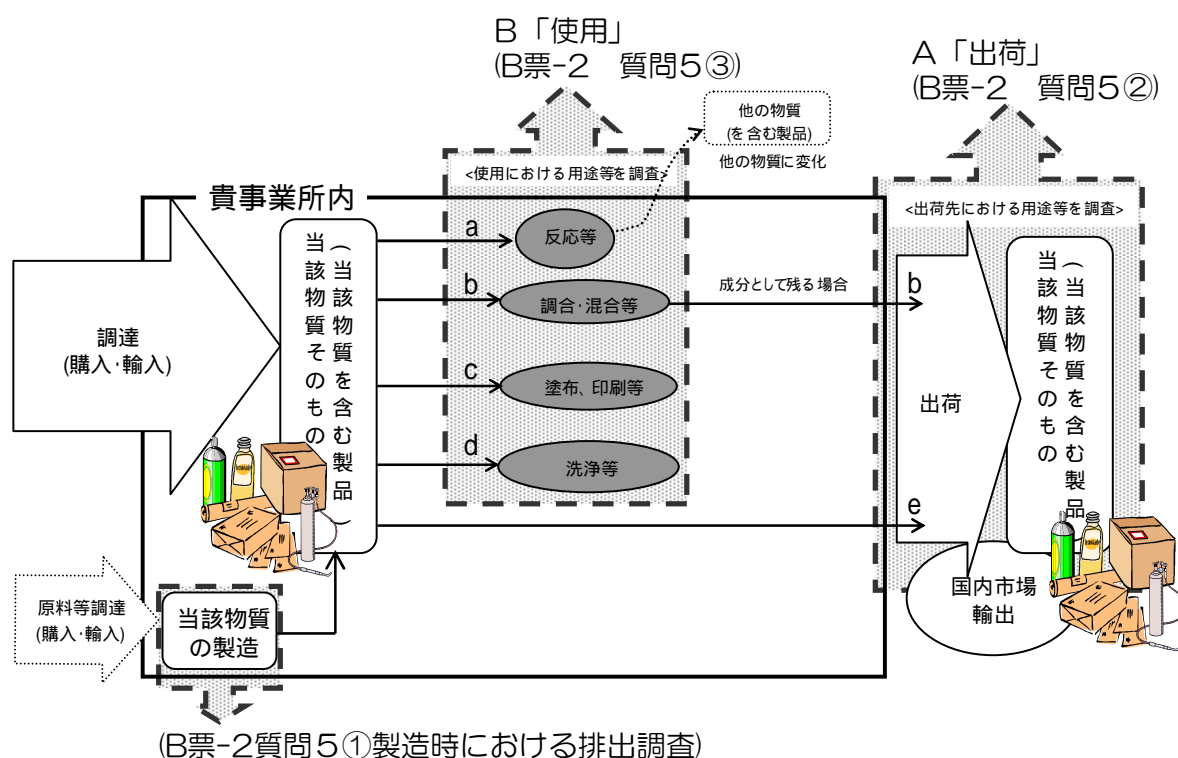 B「使用」
(B票-2　質問5③)
A「出荷」
(B票-2　質問5②)
他の物質
(を含む製品)
他の物質に変化
<使用における用途等を調査>
<出荷先における用途等を調査>
貴事業所内
調達
(購入・輸入)
当該物質そのもの
(当該物質を含む製品)
a
反応等
b
調合・混合等
成分として残る場合
b
c
塗布、印刷等
d
洗浄等
e
出荷
当該物質そのもの
(当該物質を含む製品)
国内市場
輸出
原料等調達
(購入・輸入)
当該物質
の製造
(B票-2質問5①製造時における排出調査)